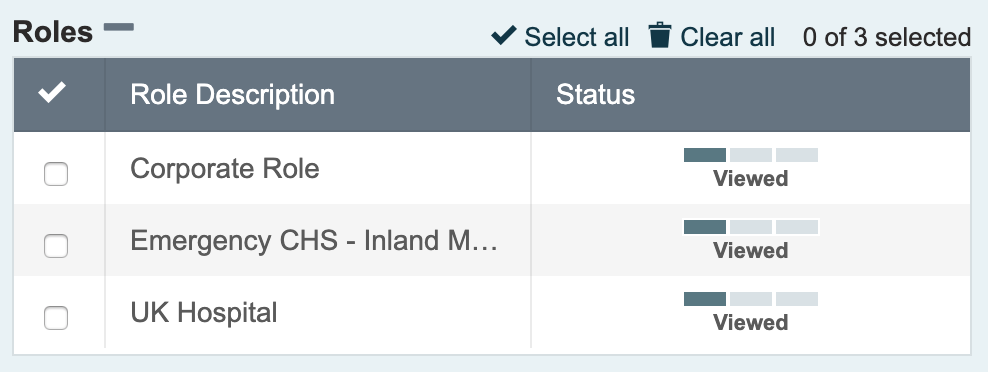 Roles
Select all Clear all 0 of 3 selected
Role Description Status
Corporate Role Viewed
Emergency CHS - Inland M... Viewed
UK Hospital Viewed